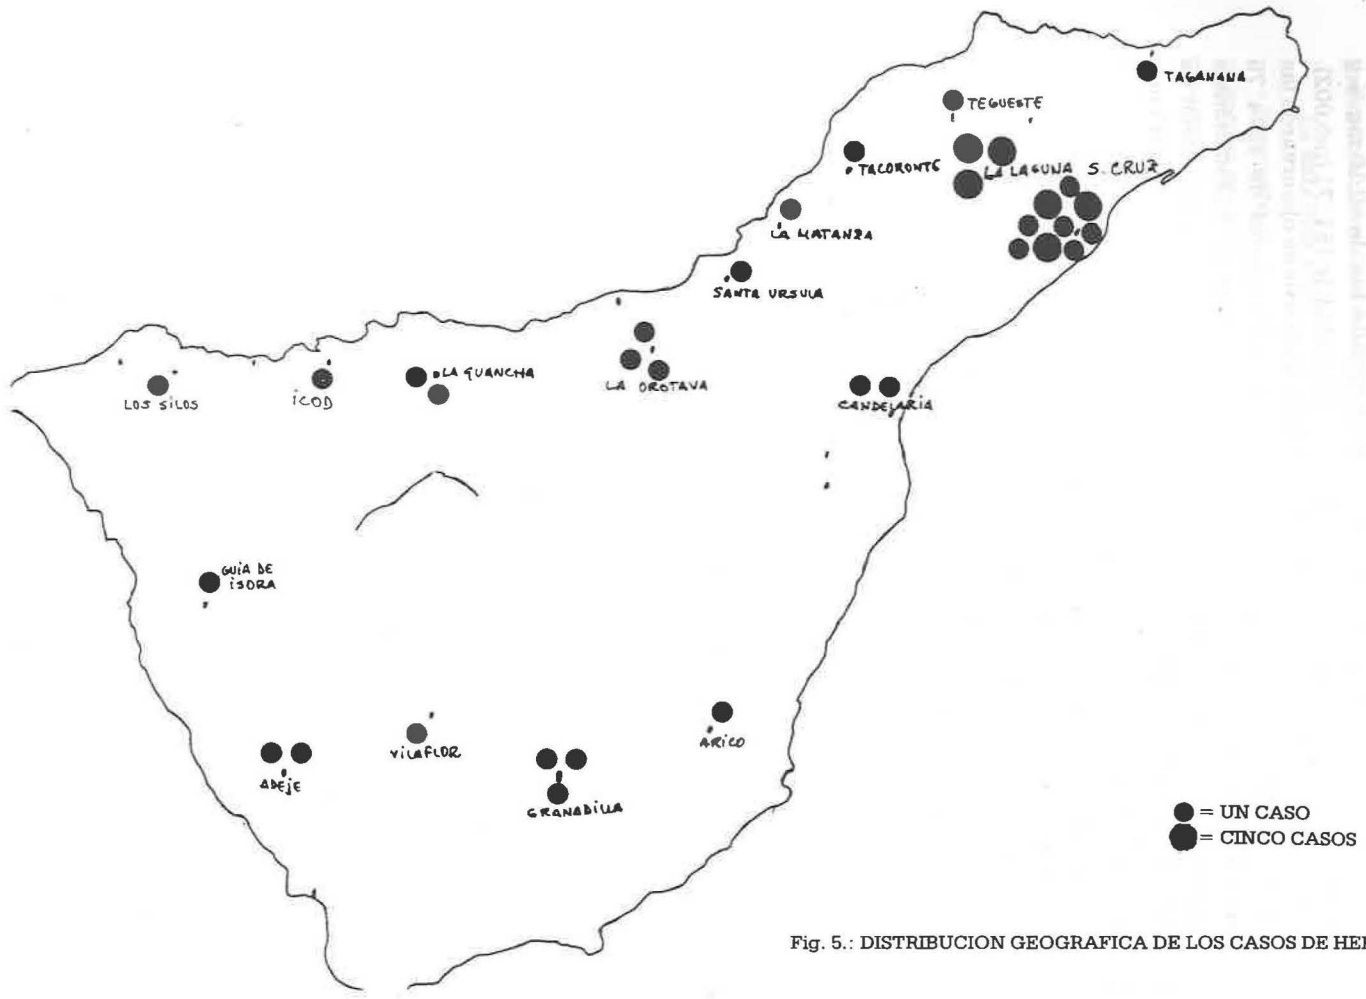 TAGANANA
TEGUESTE
TACORONTE
LA LAGUNA S. CRUZ
LA MATANZA
SANTA URSULA
LA GUANCHA
LA OROTAVA
LOS SILOS
ICOD
CANDELARIA
GUIA DE
ISORA
ADEJE
VILAFLOR
GRANADILLA
ARICO
= UN CASO
= CINCO CASOS
Fig. 5.: DISTRIBUCION GEOGRAFICA DE LOS CASOS DE HE